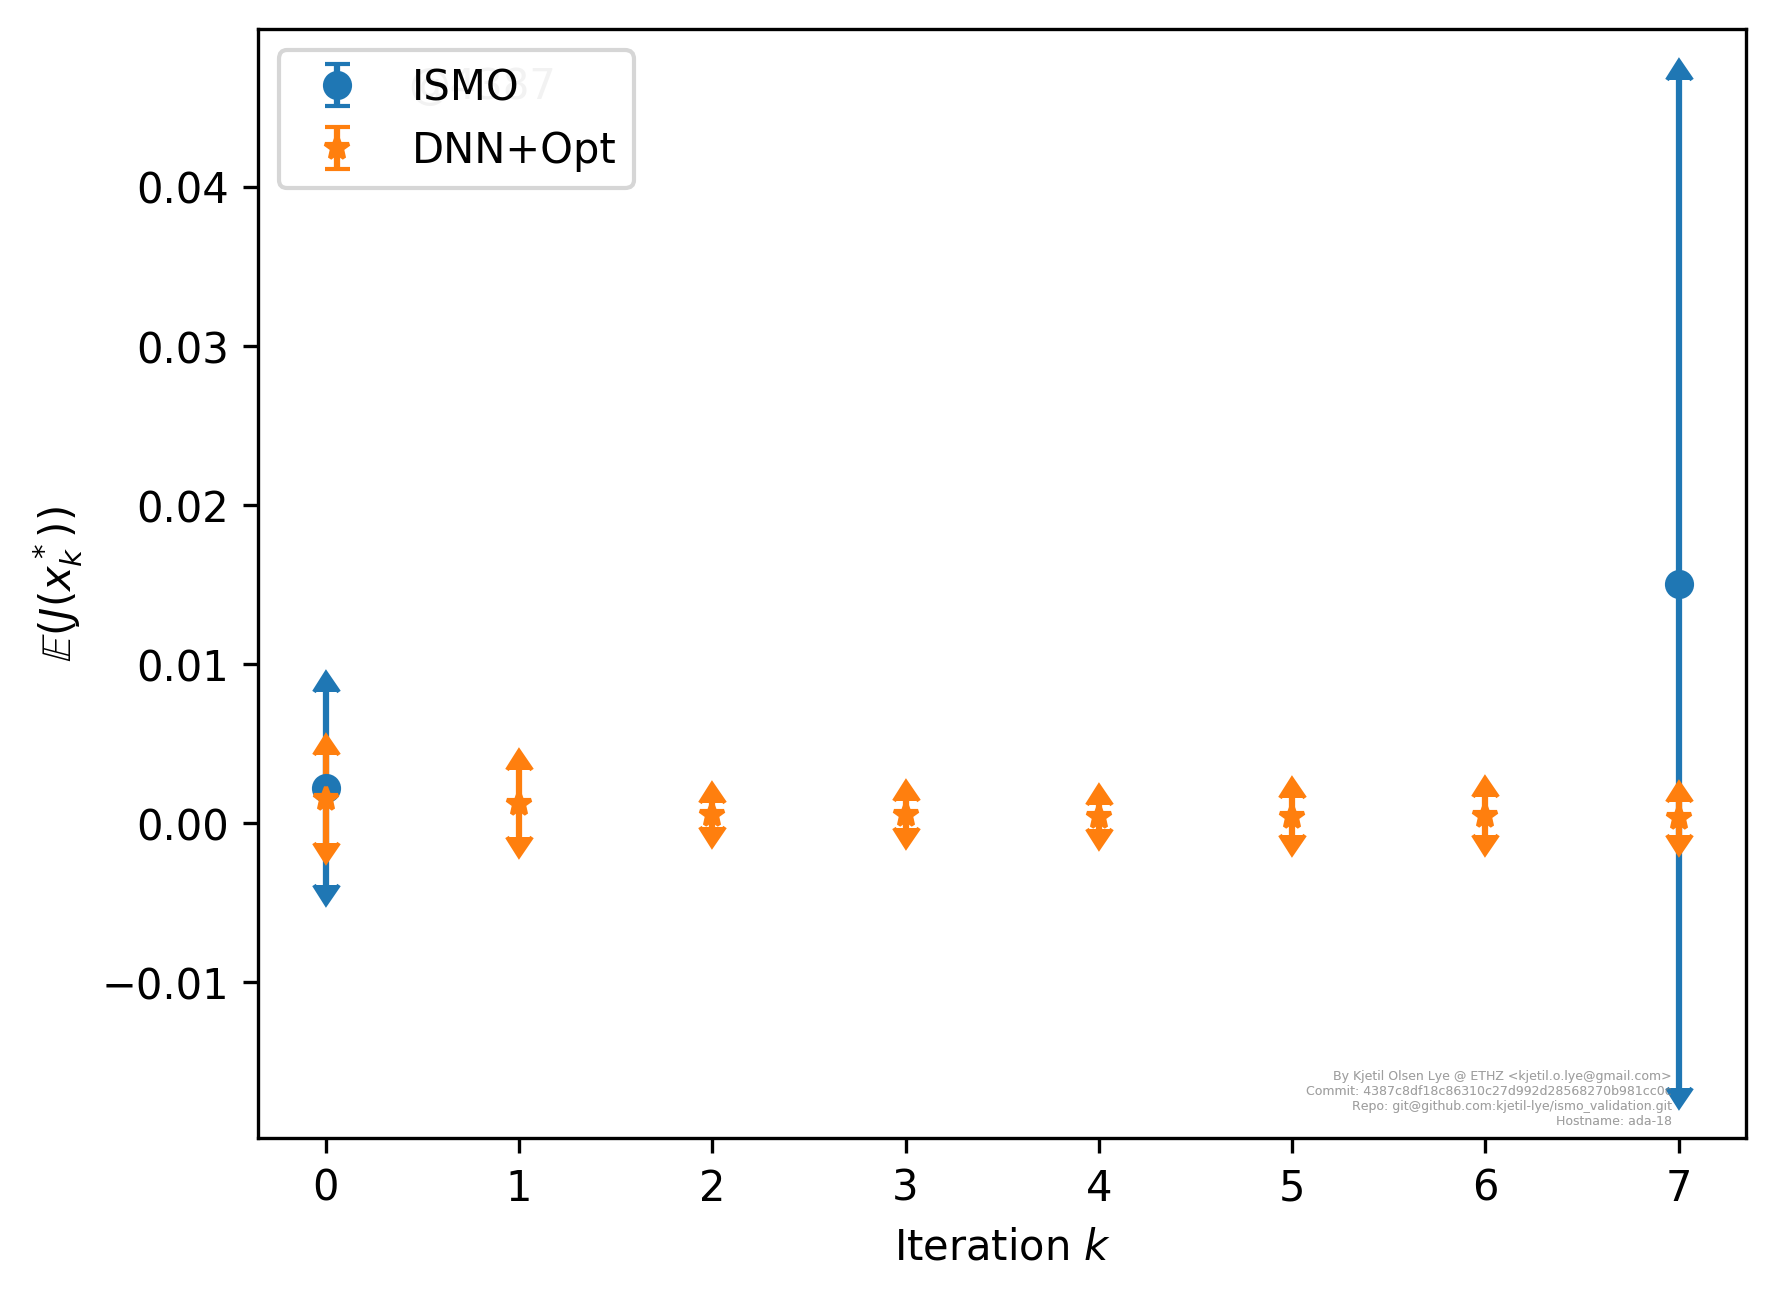 ISMO
DNN+Opt
0.04
0.03
0.02
0.01
0.00
−0.01
𝔼(J(x*k))
0 1 2 3 4 5 6 7
Iteration k
By Kjetil Olsen Lye @ ETHZ <kjetil.o.lye@gmail.com>
Commit:
Repo: git@github.com:kjetil-lye/ismo_validation.git
Hostname: ada-18